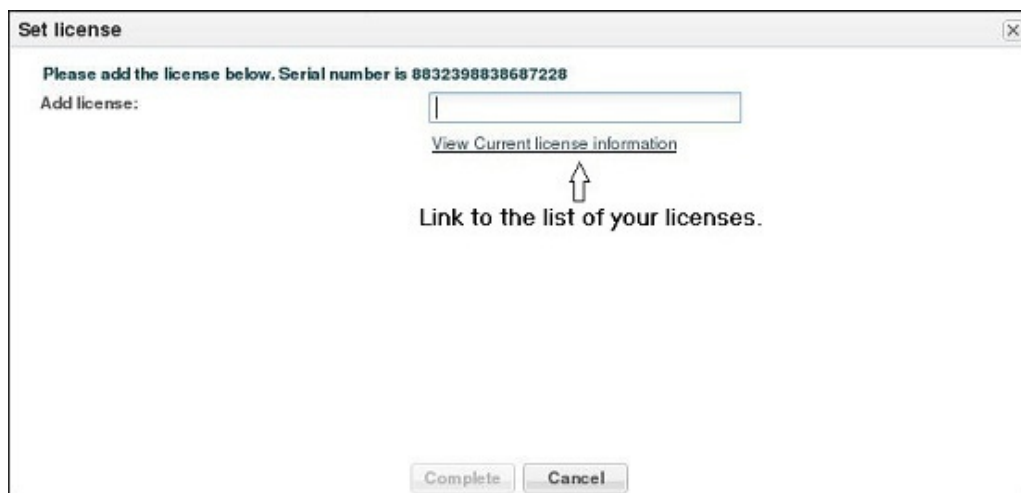 Set license
Please add the license below. Serial number is 8832398838687228
Add license:
View Current license information
Link to the list of your licenses.
Complete Cancel